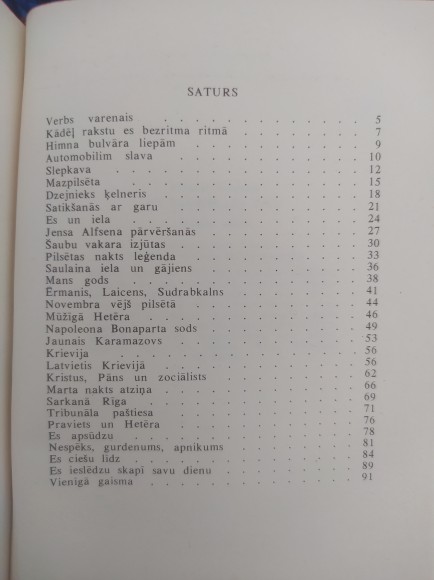 SATURS
Verbs varenais . . . . . . . . . . . 5
Kādēļ rakstu es bezritma ritmā . . . . . . . 7
Himna bulvāra liepām . . . . . . . . . 9
Automobilim slava . . . . . . . . . . 10
Slepkava . . . . . . . . . . . . . 12
Mazpilsēta . . . . . . . . . . . . 15
Dzejnieks ķelneris . . . . . . . . . . 18
Satikšanās ar garu . . . . . . . . . . 21
Es un iela . . . . . . . . . . . . 24
Jensa Alfsena pārvēršanās . . . . . . . . 27
Šaubu vakara izjūtas . . . . . . . . . 30
Pilsētas nakts leģenda . . . . . . . . . 33
Saulaina iela un gājiens . . . . . . . . 36
Mans gods . . . . . . . . . . . . 38
Ērmanis, Laicens, Sudrabkalns . . . . . . . 41
Novembra vējš pilsētā . . . . . . . . . 44
Mūžīgā Hetēra . . . . . . . . . . . 46
Napoleona Bonaparta sods . . . . . . . . 49
Jaunais Karamazovs . . . . . . . . . . 53
Krievija . . . . . . . . . . . . . 56
Latvietis Krievijā . . . . . . . . . . 56
Kristus, Pāns un zociālists . . . . . . . . 62
Marta nakts atziņa . . . . . . . . . . 66
Sarkanā Rīga . . . . . . . . . . . 69
Tribunāla paštiesa . . . . . . . . . . 71
Praviets un Hetēra . . . . . . . . . . 76
Es apsūdzu . . . . . . . . . . . . 78
Nespēks, gurdenums, apnikums . . . . . . . 81
Es ciešu līdz . . . . . . . . . . . 84
Es ieslēdzu skapī savu dienu . . . . . . . 89
Vienīgā gaisma . . . . . . . . . . . 91